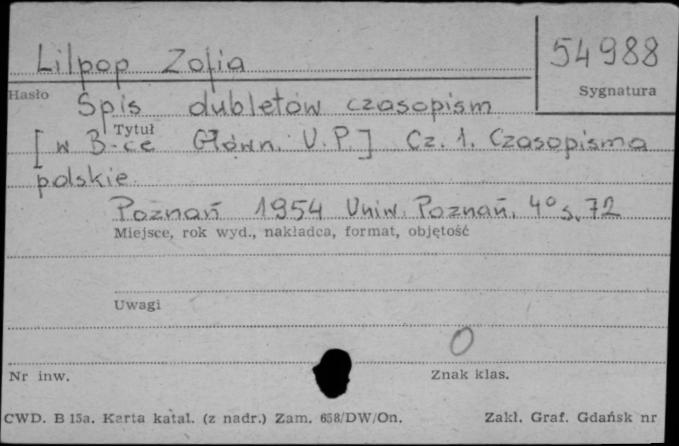 Lilpop Zofia
54988
Hasło
Sygnatura
Spis dubletów czasopism
Tytuł
[w B-ce Główn. U.P.] Cz. 1. Czasopisma
polskie.
Poznań 1954 Uniw. Poznań. 4° s. 72
Miejsce, rok wyd., nakładca, format, objętość
Uwagi
0
Nr inw.
Znak klas.
CWD. B 15a. Karta katal. (z nadr.) Zam. 658/DW/On.
Zakł. Graf. Gdańsk nr